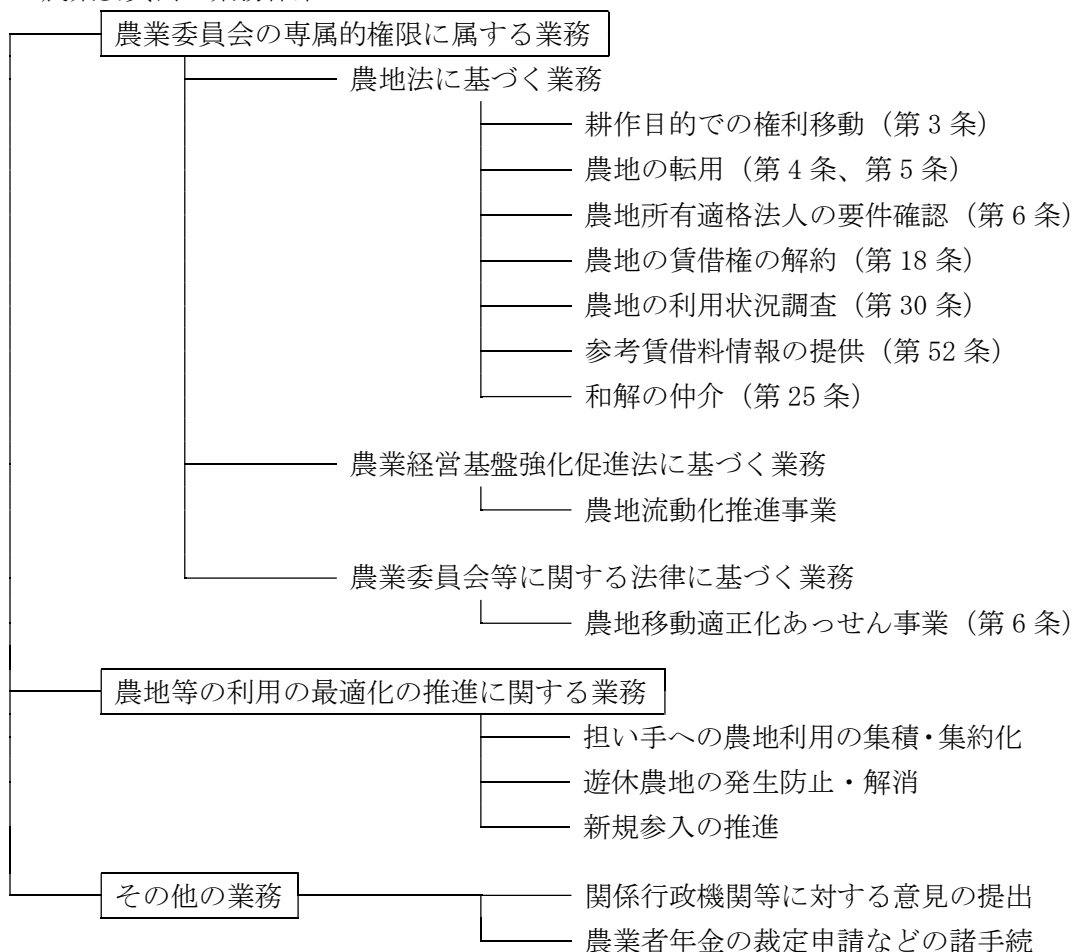 農業委員会の専属的権限に属する業務
農地法に基づく業務
耕作目的での権利移動（第3条）
農地の転用（第4条、第5条）
農地所有適格法人の要件確認（第6条）
農地の賃借権の解約（第18条）
農地の利用状況調査（第30条）
参考賃借料情報の提供（第52条）
和解の仲介（第25条）
農業経営基盤強化促進法に基づく業務
農地流動化推進事業
農業委員会等に関する法律に基づく業務
農地移動適正化あっせん事業（第6条）
農地等の利用の最適化の推進に関する業務
担い手への農地利用の集積・集約化
遊休農地の発生防止・解消
新規参入の推進
その他の業務
関係行政機関等に対する意見の提出
農業者年金の裁定申請などの諸手続